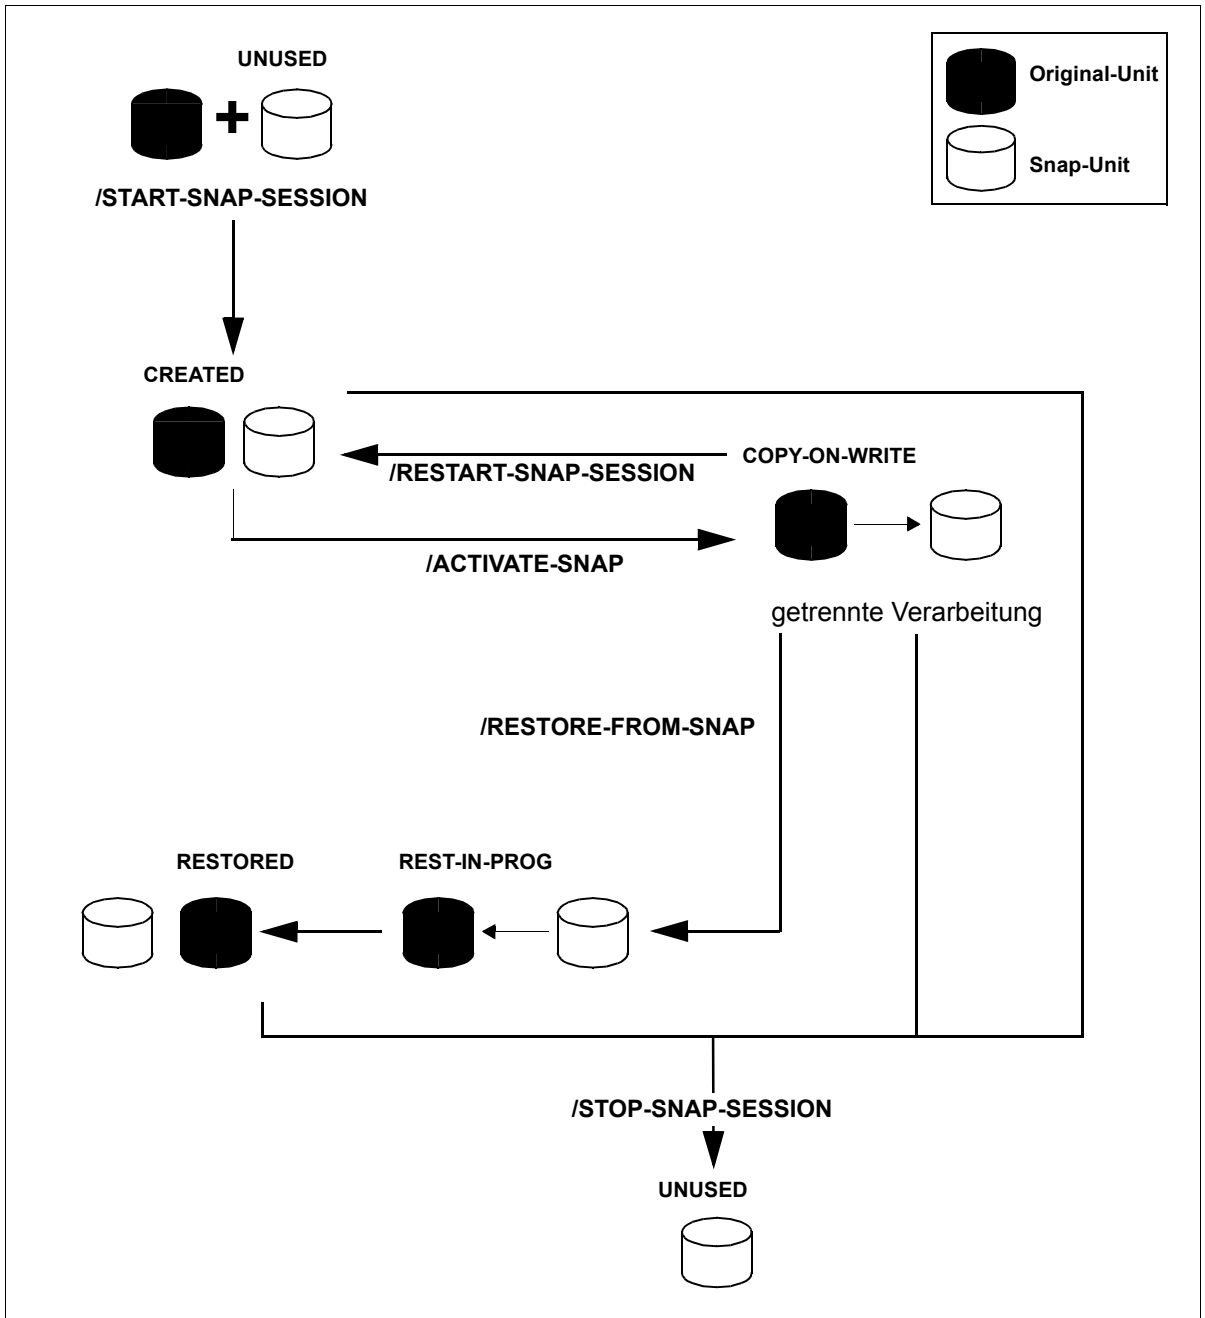 UNUSED
Original-Unit
Snap-Unit
/START-SNAP-SESSION
CREATED
/RESTART-SNAP-SESSION
COPY-ON-WRITE
/ACTIVATE-SNAP
getrennte Verarbeitung
/RESTORE-FROM-SNAP
RESTORED
REST-IN-PROG
/STOP-SNAP-SESSION
UNUSED